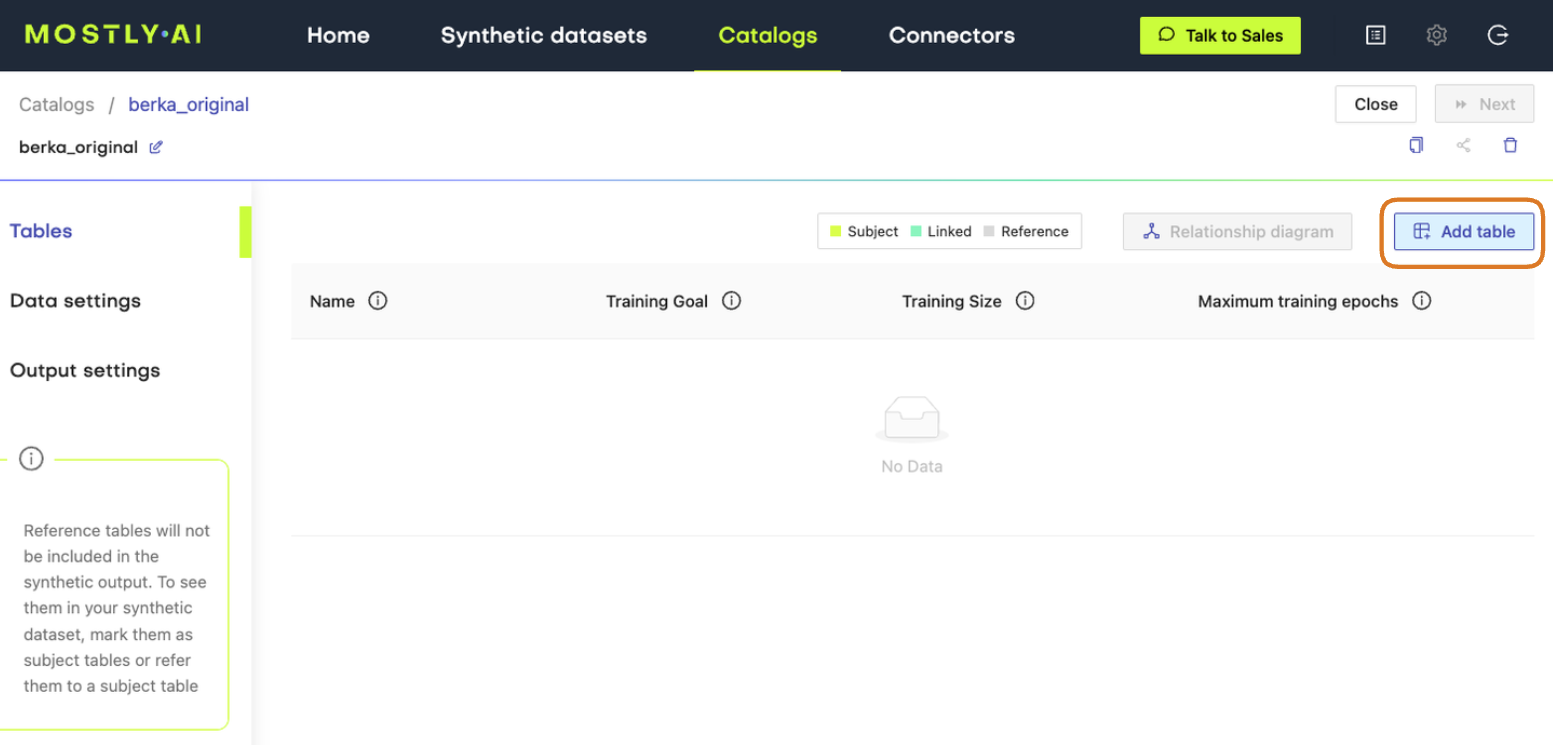 MOSTLY•AI Home Synthetic datasets Catalogs Connectors Talk to Sales
Catalogs / berka_original Close Next
berka_original
Tables Subject Linked Reference Relationship diagram Add table
Data settings Name Training Goal Training Size Maximum training epochs
Output settings
No Data
Reference tables will not
be included in the
synthetic output. To see
them in your synthetic
dataset, mark them as
subject tables or refer
them to a subject table